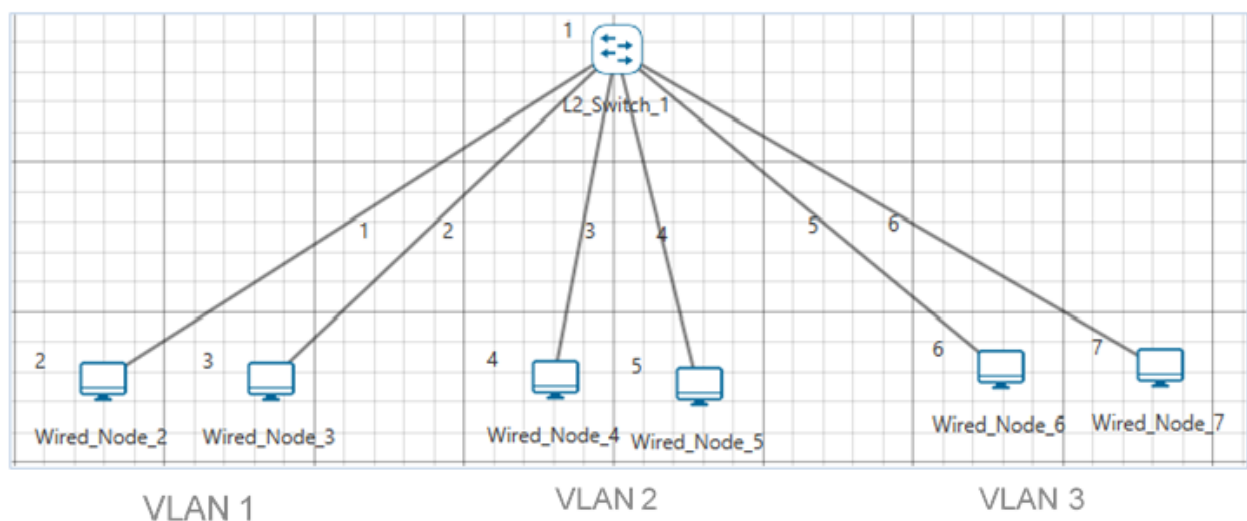 1
L2_Switch_1
1
2
3
4
5
6
2
3
4
5
6
7
Wired_Node_2
Wired_Node_3
Wired_Node_4
Wired_Node_5
Wired_Node_6
Wired_Node_7
VLAN 1
VLAN 2
VLAN 3